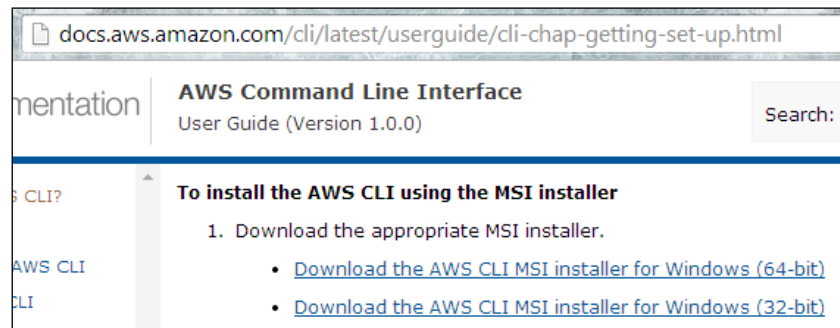 docs.aws.amazon.com/cli/latest/userguide/cli-chap-getting-set-up.html
mentation
AWS Command Line Interface
User Guide (Version 1.0.0)
Search:
CLI?
AWS CLI
CLI
To install the AWS CLI using the MSI installer
1. Download the appropriate MSI installer.
• Download the AWS CLI MSI installer for Windows (64-bit)
• Download the AWS CLI MSI installer for Windows (32-bit)